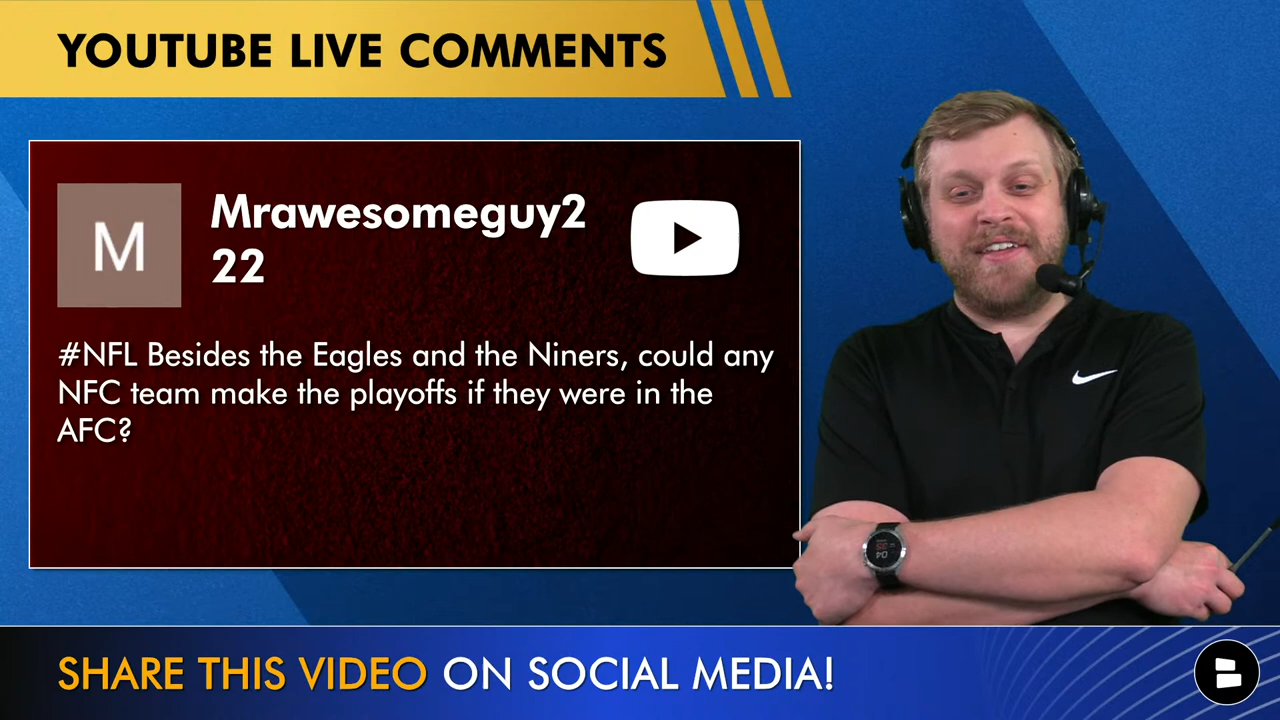 YOUTUBE LIVE COMMENTS
M
Mrawesomeguy2
22
#NFL Besides the Eagles and the Niners, could any
NFC team make the playoffs if they were in the
AFC?
SHARE THIS VIDEO ON SOCIAL MEDIA!